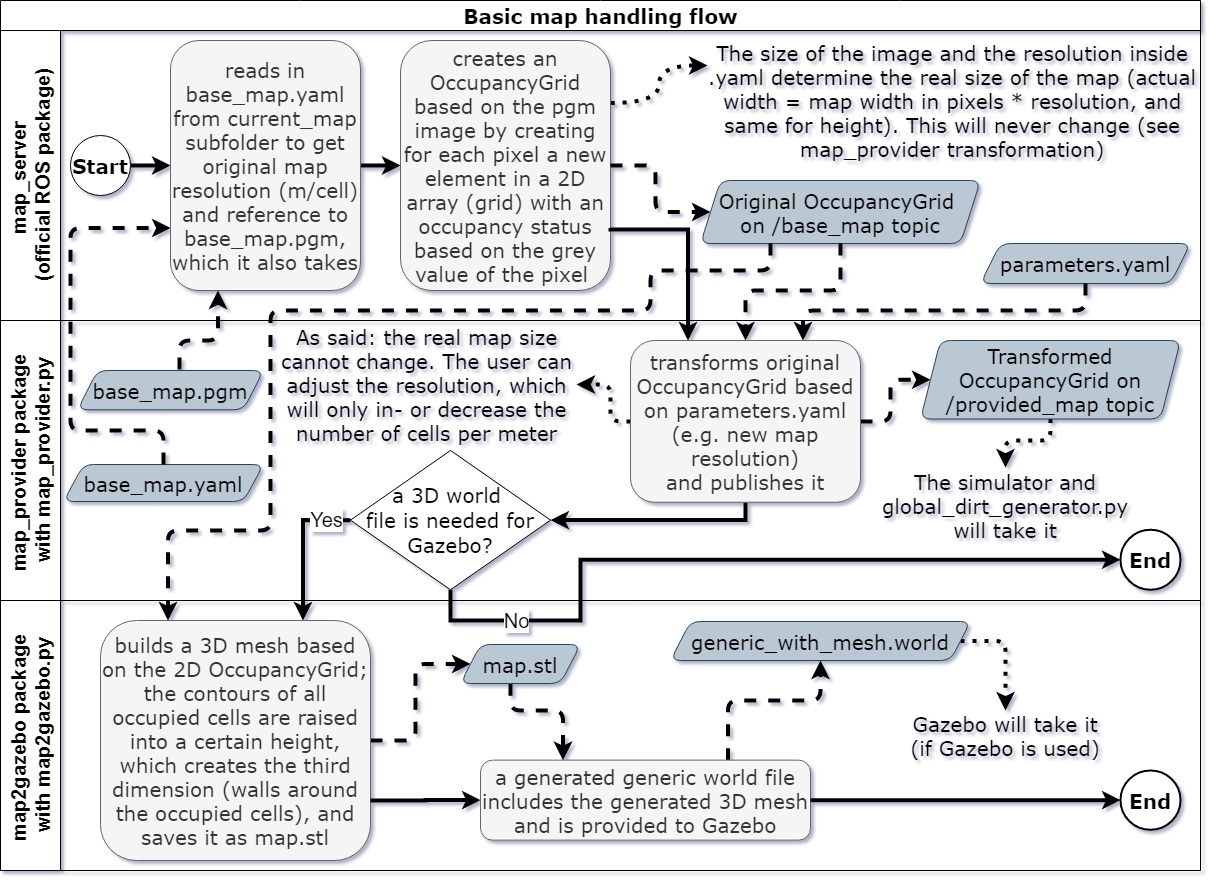 Basic map handling flow
map_server
(official ROS package)
Start
reads in
base_map.yaml
from current_map
subfolder to get
original map
resolution (m/cell)
and reference to
base_map.pgm,
which it also takes
creates an
OccupancyGrid
based on the pgm
image by creating
for each pixel a new
element in a 2D
array (grid) with an
occupancy status
based on the grey
value of the pixel
The size of the image and the resolution inside
.yaml determine the real size of the map (actual
width = map width in pixels * resolution, and
same for height). This will never change (see
map_provider transformation)
Original OccupancyGrid
on /base_map topic
parameters.yaml
map_provider package
with map_provider.py
base_map.pgm
base_map.yaml
As said: the real map size
cannot change. The user can
adjust the resolution, which
will only in- or decrease the
number of cells per meter
transforms original
OccupancyGrid based
on parameters.yaml
(e.g. new map
resolution)
and publishes it
Transformed
OccupancyGrid on
/provided_map topic
The simulator and
global_dirt_generator.py
will take it
a 3D world
file is needed for
Gazebo?
Yes
No
End
map2gazebo package
with map2gazebo.py
builds a 3D mesh based
on the 2D OccupancyGrid;
the contours of all
occupied cells are raised
into a certain height,
which creates the third
dimension (walls around
the occupied cells), and
saves it as map.stl
map.stl
generic_with_mesh.world
Gazebo will take it
(if Gazebo is used)
a generated generic world file
includes the generated 3D mesh
and is provided to Gazebo
End